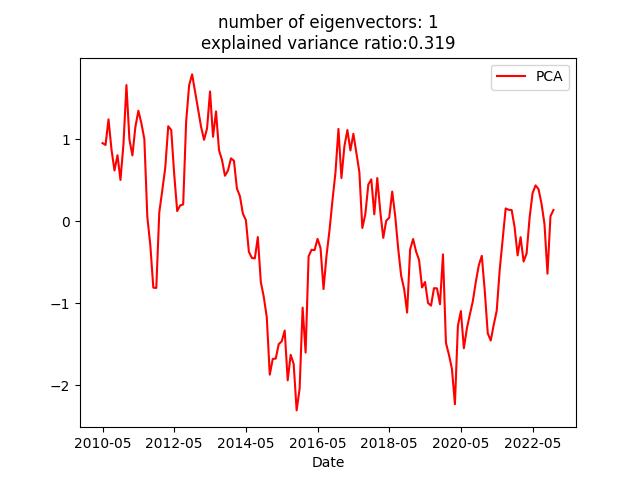 number of eigenvectors: 1
explained variance ratio:0.319
PCA
1
0
−1
−2
2010-05 2012-05 2014-05 2016-05 2018-05 2020-05 2022-05
Date